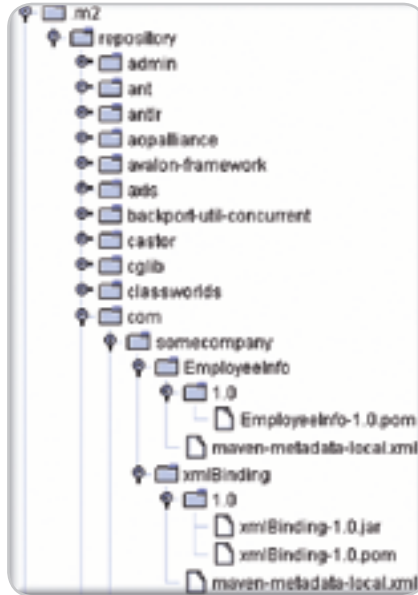 .m2
repository
admin
ant
antlr
aopalliance
avalon-framework
axis
backport-util-concurrent
castor
cglib
classworlds
com
somecompany
EmployeeInfo
1.0
EmployeeInfo-1.0.pom
maven-metadata-local.xml
xmlBinding
1.0
xmlBinding-1.0.jar
xmlBinding-1.0.pom
maven-metadata-local.xml